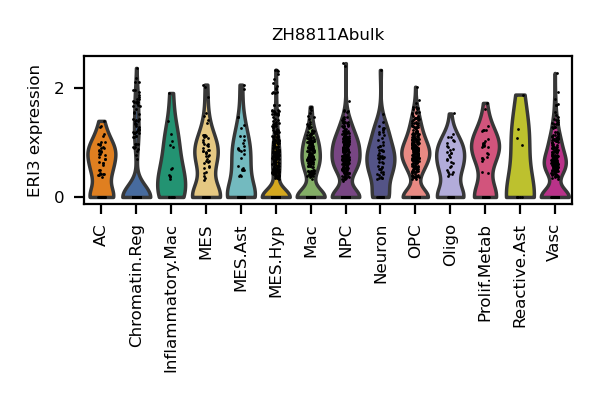 ZH8811Abulk
ERI3 expression
2
0
AC
Chromatin.Reg
Inflammatory.Mac
MES
MES.Ast
MES.Hyp
Mac
NPC
Neuron
OPC
Oligo
Prolif.Metab
Reactive.Ast
Vasc